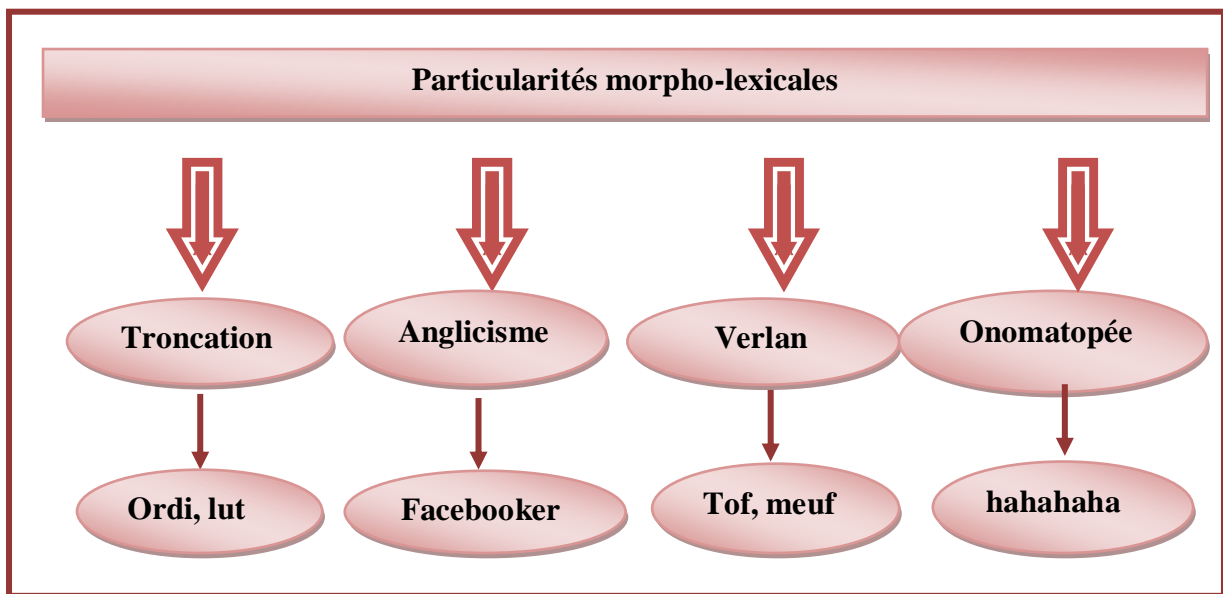 Particularités morpho-lexicales
Troncation
Anglicisme
Verlan
Onomatopée
Ordi, lut
Facebooker
Tof, meuf
hahahaha